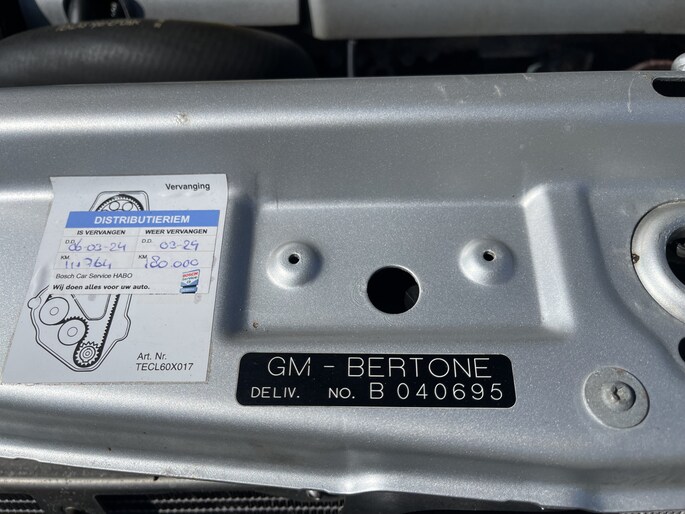 Vervanging
DISTRIBUTIERIEM
IS VERVANGEN WEER VERVANGEN
D.D. 06-03-24 D.D. 03-29
KM. 111764 KM. 180.000
Bosch Car Service HABO
Wij doen alles voor uw auto.
Art. Nr.
TECL60X017
GM - BERTONE
DELIV. NO. B 040695